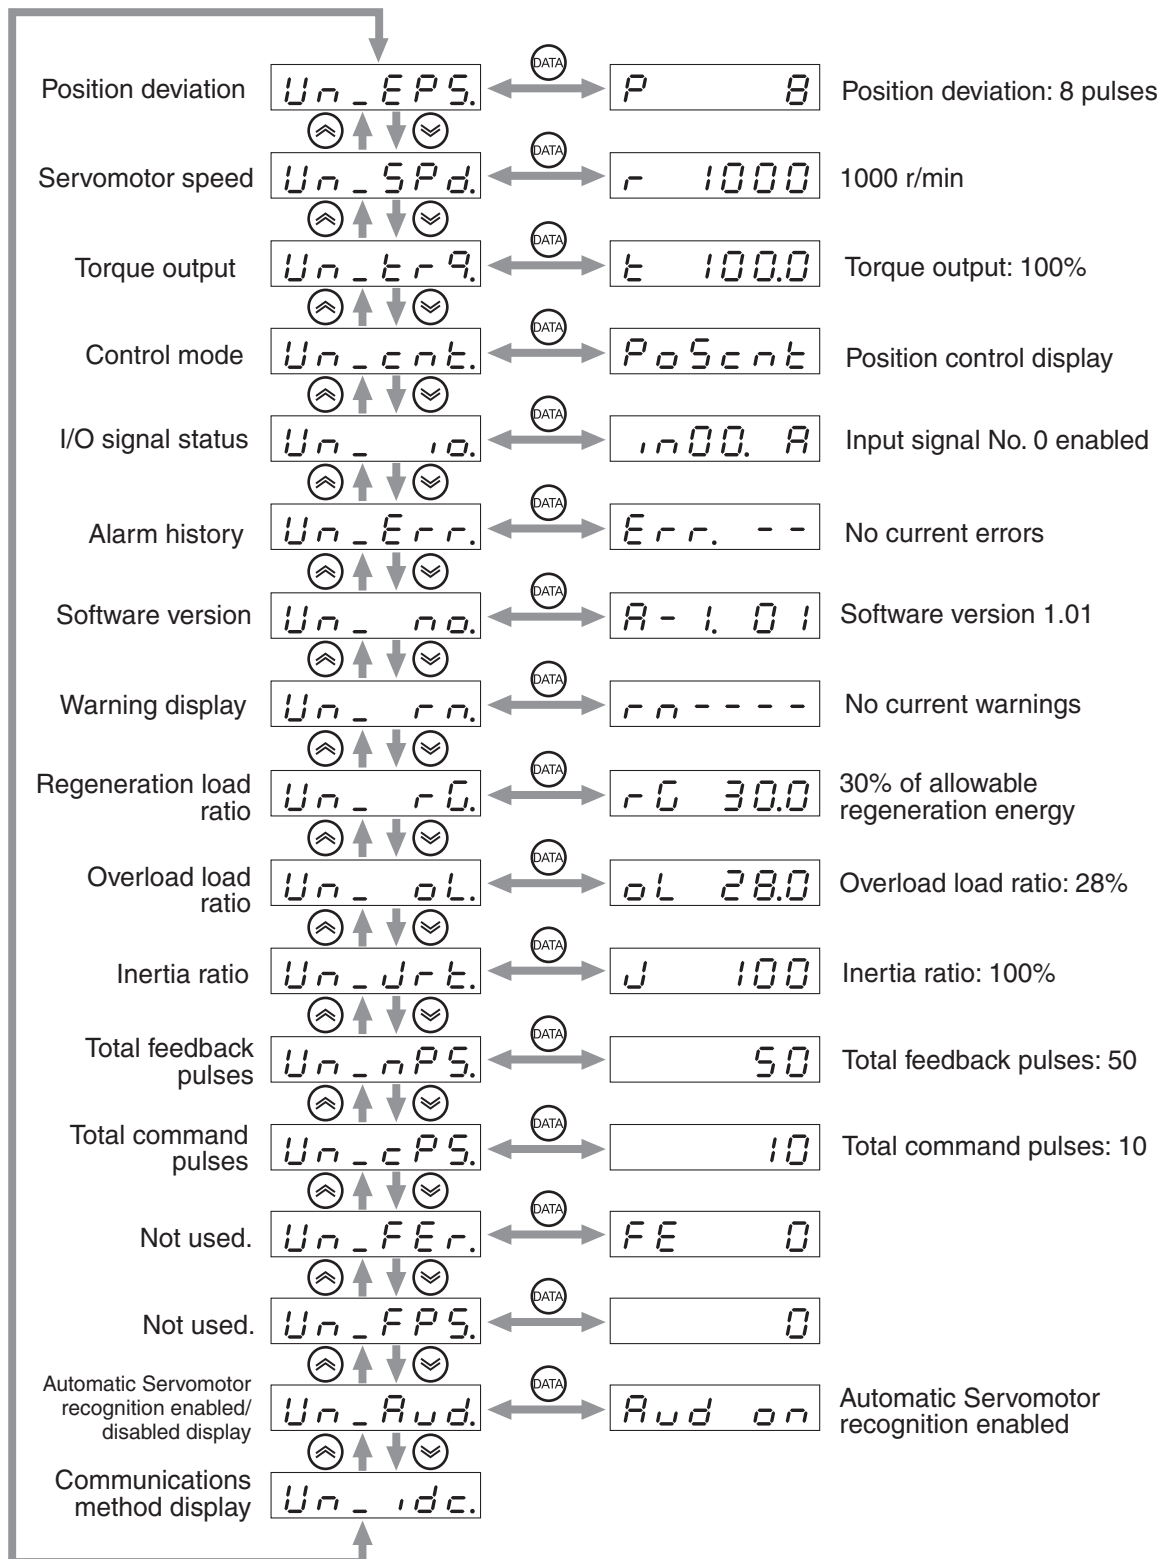 DATA
Position deviation Un_EPS. P 8 Position deviation: 8 pulses
DATA
Servomotor speed Un_SPd. r 1000 1000 r/min
DATA
Torque output Un_trq. t 100.0 Torque output: 100%
DATA
Control mode Un_cnt. PoScnt Position control display
DATA
I/O signal status Un_ io. in00. A Input signal No. 0 enabled
DATA
Alarm history Un_Err. Err. -- No current errors
DATA
Software version Un_ no. A-1. 01 Software version 1.01
DATA
Warning display Un_ rn. rn---- No current warnings
DATA
Regeneration load
ratio Un_ rG. rG 30.0 30% of allowable
regeneration energy
DATA
Overload load
ratio Un_ oL. oL 28.0 Overload load ratio: 28%
DATA
Inertia ratio Un_Jrt. J 100 Inertia ratio: 100%
DATA
Total feedback
pulses Un_nPS. 50 Total feedback pulses: 50
DATA
Total command
pulses Un_cPS. 10 Total command pulses: 10
DATA
Not used. Un_FEr. FE 0
DATA
Not used. Un_FPS. 0
DATA
Automatic Servomotor
recognition enabled/
disabled display Un_Aud. Aud on Automatic Servomotor
recognition enabled
Communications
method display Un_ idc.